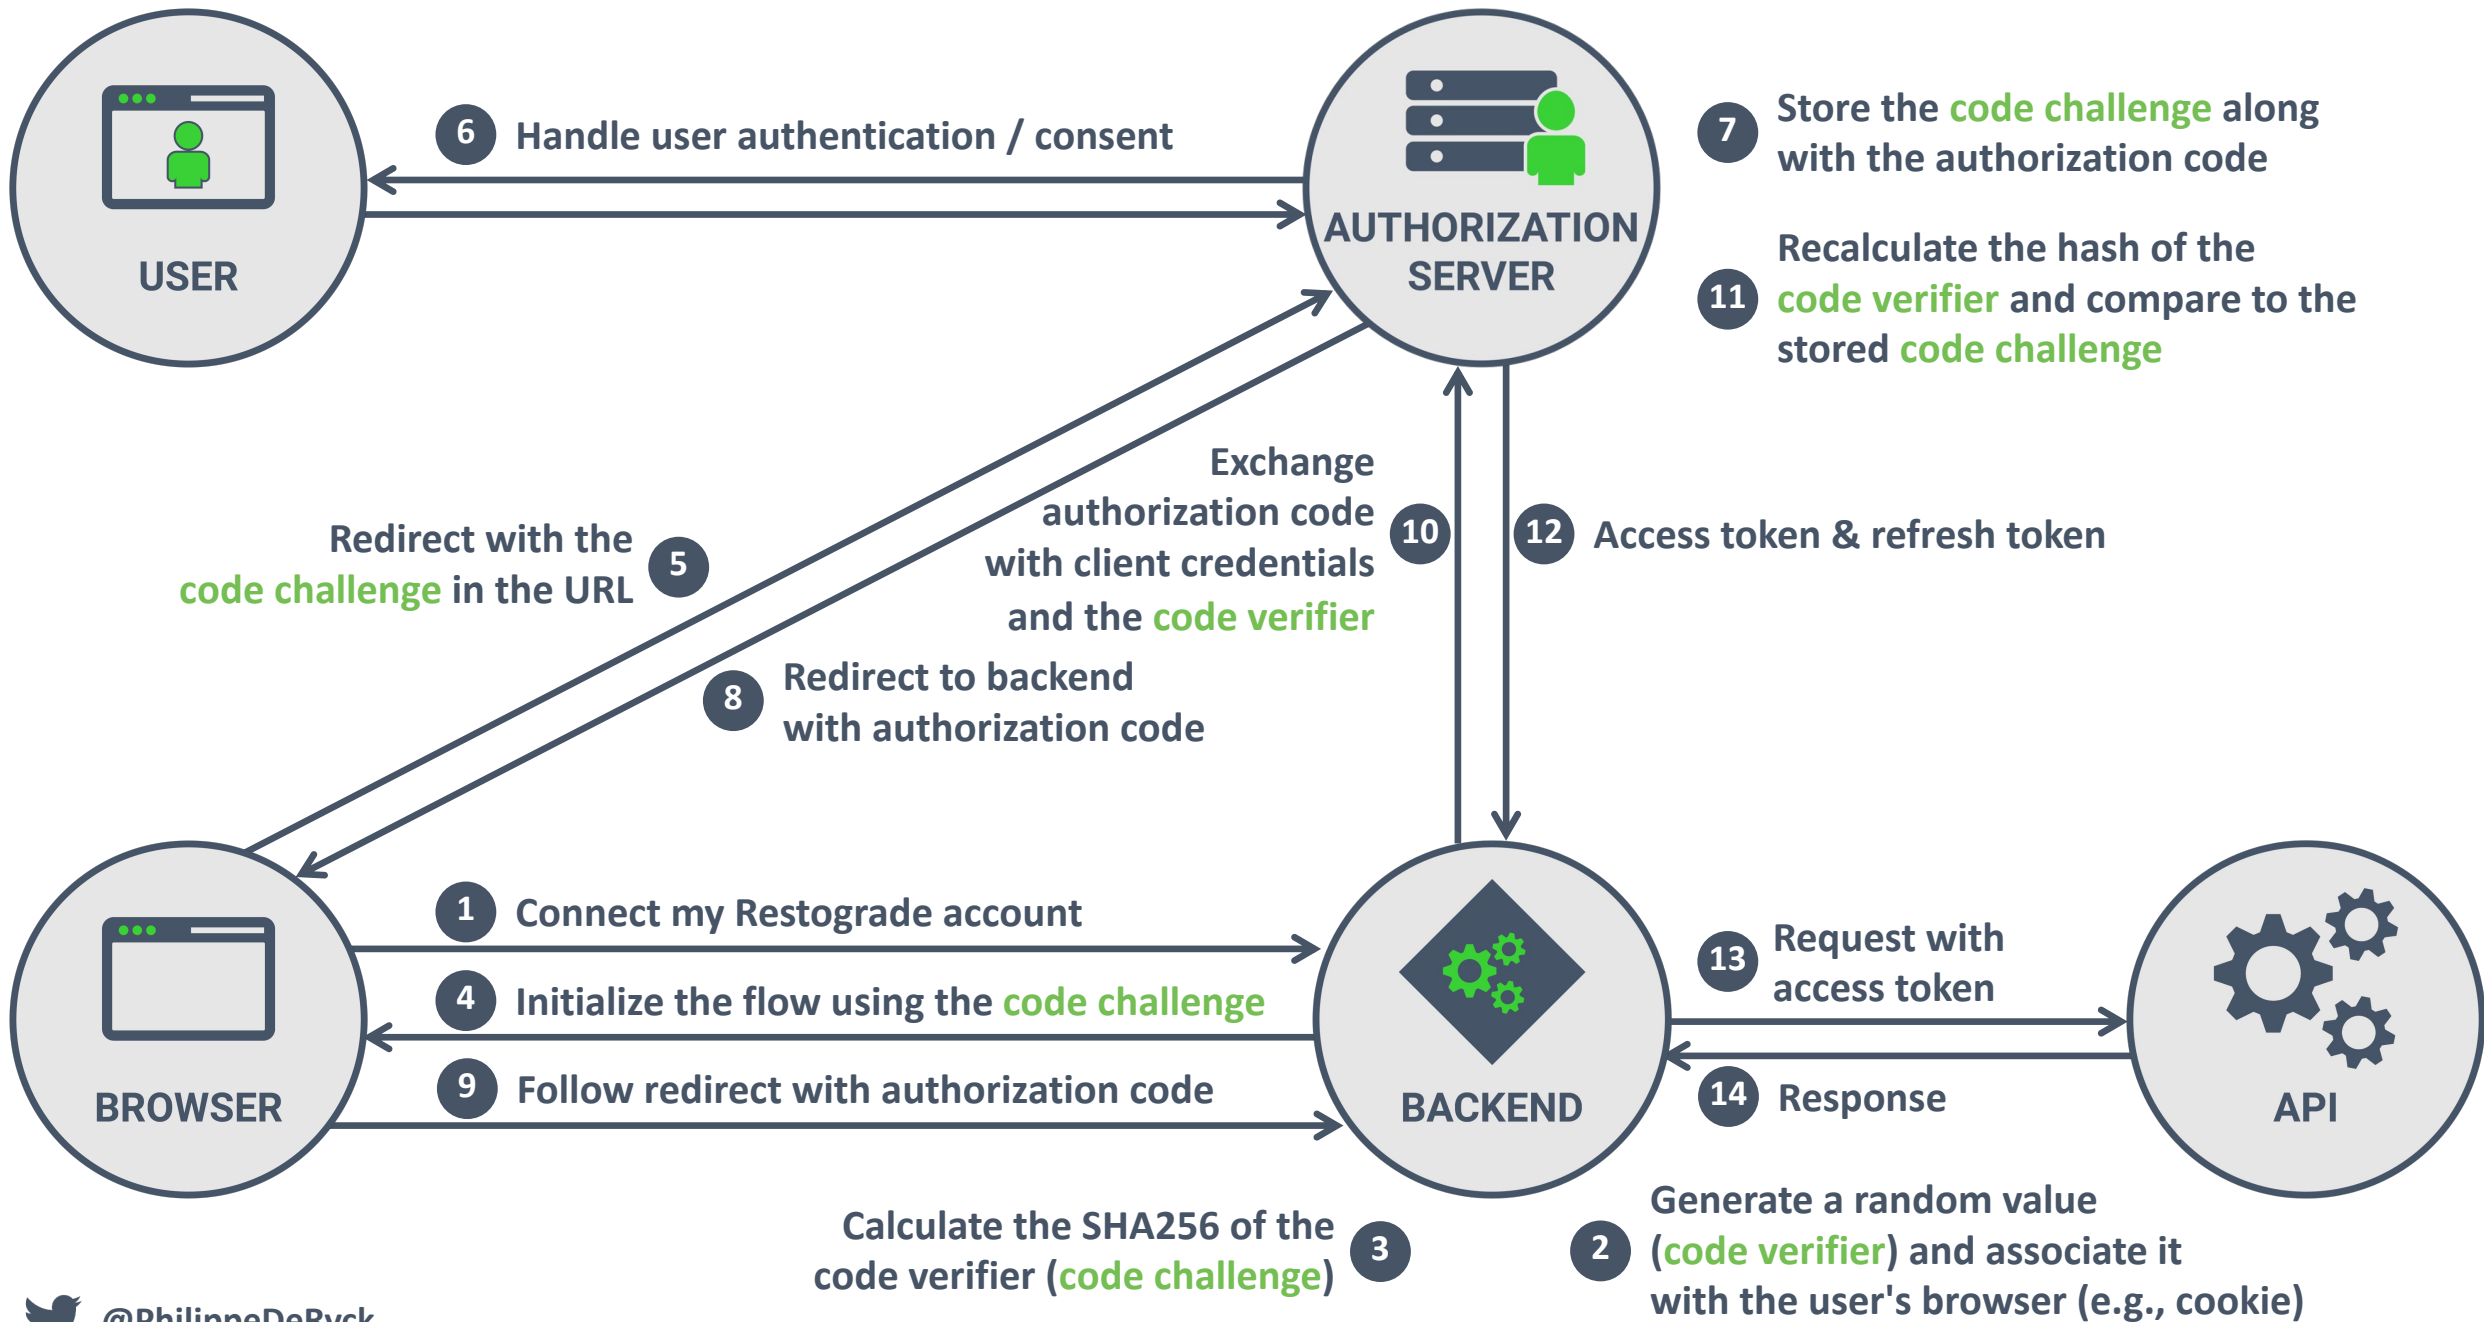 6 Handle user authentication / consent
7 Store the code challenge along
with the authorization code
USER
AUTHORIZATION
SERVER
11 Recalculate the hash of the
code verifier and compare to the
stored code challenge
Redirect with the
code challenge in the URL
5
Exchange
authorization code
with client credentials
and the code verifier
10
12 Access token & refresh token
8 Redirect to backend
with authorization code
1 Connect my Restograde account
4 Initialize the flow using the code challenge
9 Follow redirect with authorization code
BROWSER
BACKEND
13 Request with
access token
14 Response
API
Calculate the SHA256 of the
code verifier (code challenge)
3
2 Generate a random value
(code verifier) and associate it
with the user's browser (e.g., cookie)
@PhilippeDeRyck